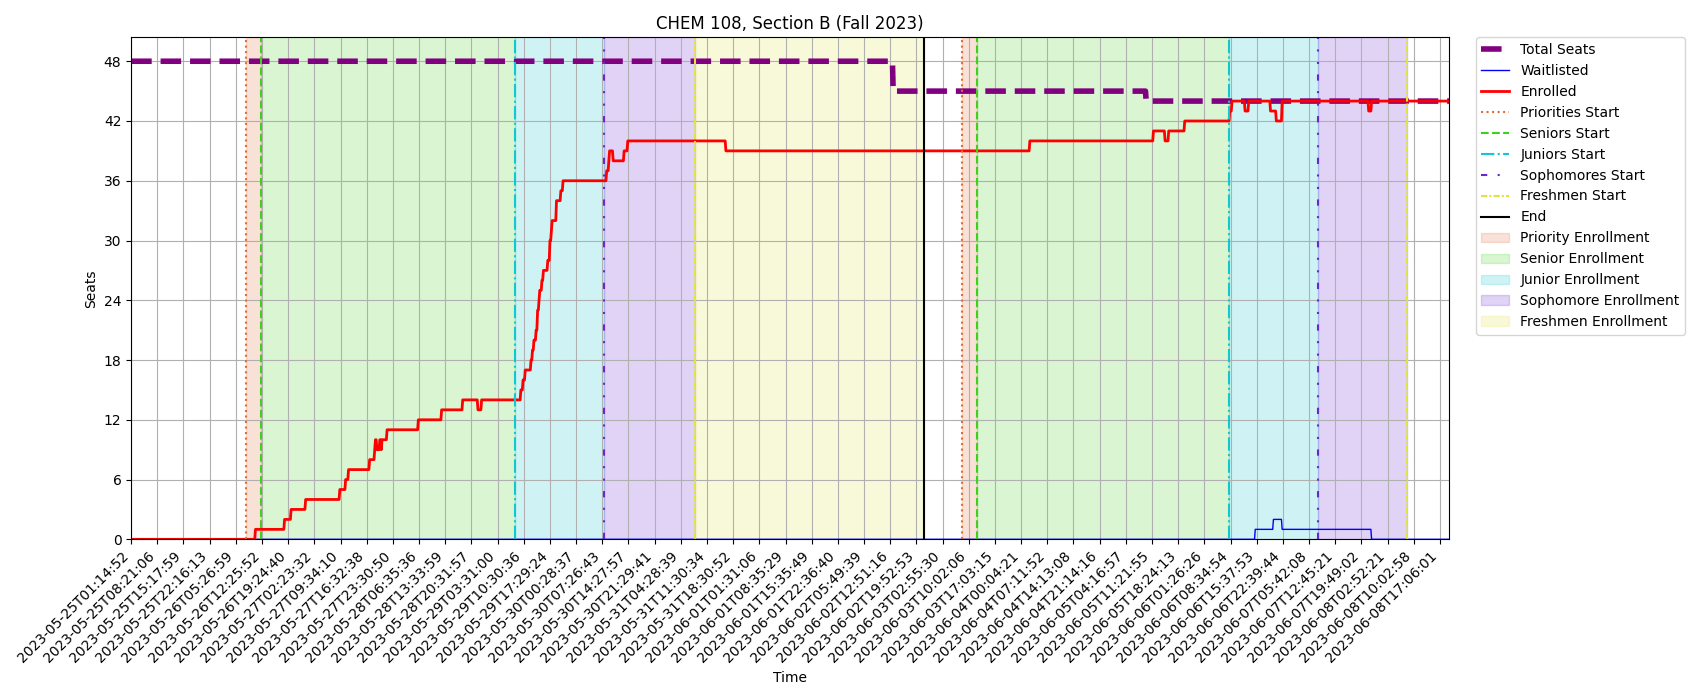 CHEM 108, Section B (Fall 2023)
Total Seats
Waitlisted
Enrolled
Priorities Start
Seniors Start
Juniors Start
Sophomores Start
Freshmen Start
End
Priority Enrollment
Senior Enrollment
Junior Enrollment
Sophomore Enrollment
Freshmen Enrollment
Seats
48
42
36
30
24
18
12
6
0
2023-05-25T01:14:52
2023-05-25T08:21:06
2023-05-25T15:17:59
2023-05-25T22:16:13
2023-05-26T05:26:59
2023-05-26T12:25:52
2023-05-26T19:24:40
2023-05-27T02:23:32
2023-05-27T09:34:10
2023-05-27T16:32:38
2023-05-27T23:30:50
2023-05-28T06:35:36
2023-05-28T13:33:59
2023-05-28T20:31:57
2023-05-29T03:31:01
2023-05-29T10:30:36
2023-05-29T17:29:24
2023-05-30T00:28:37
2023-05-30T07:26:43
2023-05-30T14:27:57
2023-05-30T21:29:41
2023-05-31T04:28:39
2023-05-31T11:30:34
2023-05-31T18:30:52
2023-06-01T01:31:06
2023-06-01T08:35:29
2023-06-01T15:35:49
2023-06-01T22:36:40
2023-06-02T05:49:39
2023-06-02T12:51:16
2023-06-02T19:52:53
2023-06-03T02:55:30
2023-06-03T10:02:06
2023-06-03T17:03:15
2023-06-04T00:04:21
2023-06-04T07:11:52
2023-06-04T14:13:08
2023-06-04T21:14:16
2023-06-05T04:16:57
2023-06-05T11:21:55
2023-06-05T18:24:13
2023-06-06T01:26:26
2023-06-06T08:34:54
2023-06-06T15:37:53
2023-06-06T22:39:44
2023-06-07T05:42:08
2023-06-07T12:45:21
2023-06-07T19:49:02
2023-06-08T02:52:21
2023-06-08T10:02:58
2023-06-08T17:06:01
Time